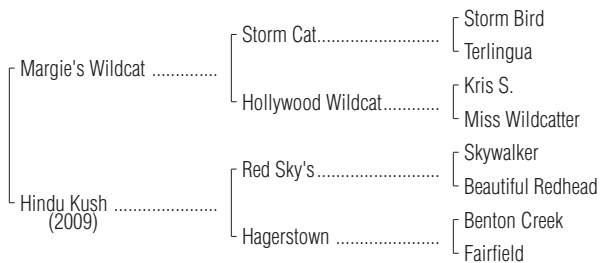 Storm Bird
Storm Cat..............................
Terlingua
Margie's Wildcat .............
Kris S.
Hollywood Wildcat..............
Miss Wildcatter
Skywalker
Red Sky's..............................
Beautiful Redhead
Hindu Kush .....................
(2009)
Benton Creek
Hagerstown .........................
Fairfield